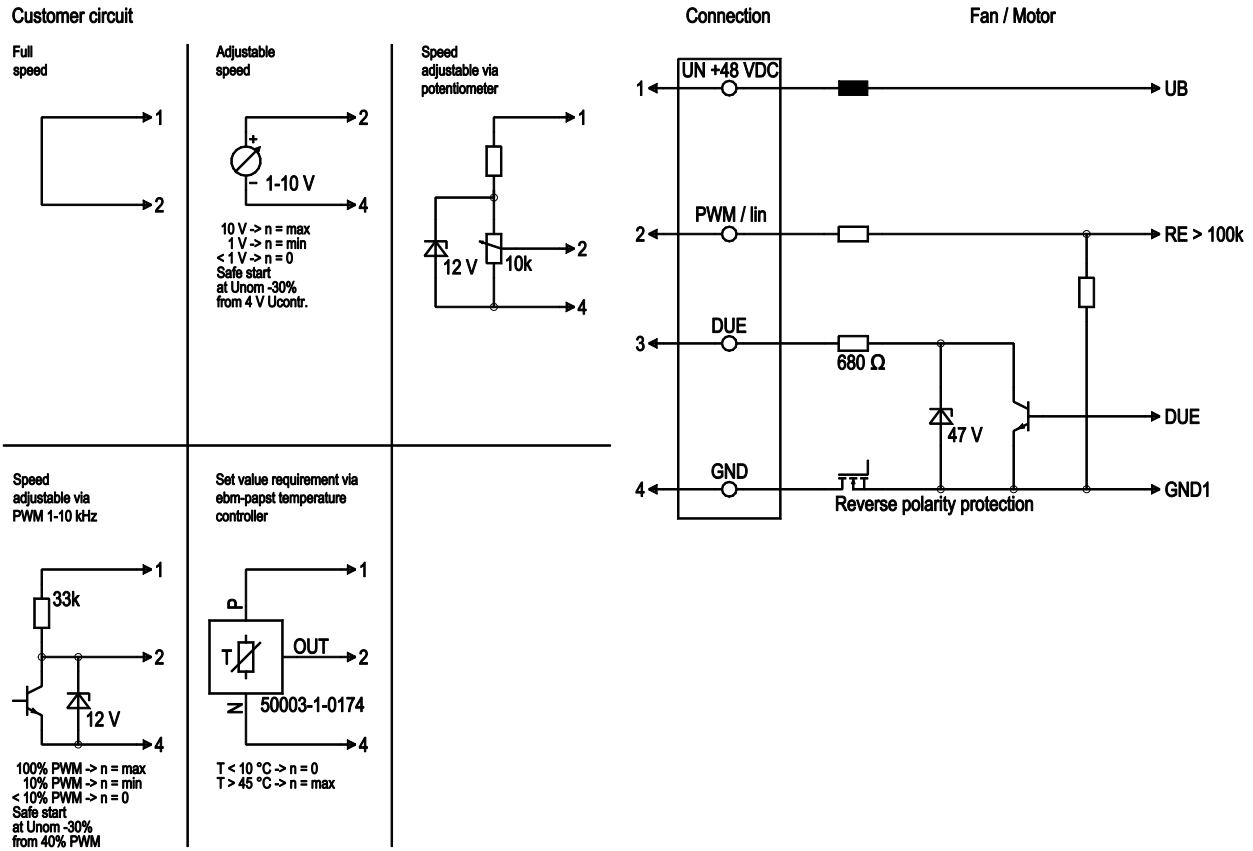 Customer circuit
Full
speed
1
2
Adjustable
speed
2
+
–
1-10 V
4
10 V -> n = max
1 V -> n = min
< 1 V -> n = 0
Safe start
at Unom -30%
from 4 V Ucontr.
Speed
adjustable via
potentiometer
1
2
12 V
10k
4
Speed
adjustable via
PWM 1-10 kHz
1
33k
2
12 V
4
100% PWM -> n = max
10% PWM -> n = min
< 10% PWM -> n = 0
Safe start
at Unom -30%
from 40% PWM
Set value requirement via
ebm-papst temperature
controller
1
P
T
OUT
2
N
50003-1-0174
4
T < 10 °C -> n = 0
T > 45 °C -> n = max
Connection
Fan / Motor
UN +48 VDC
1
UB
PWM / lin
2
RE > 100k
DUE
3
680 Ω
DUE
47 V
GND
4
GND1
Reverse polarity protection